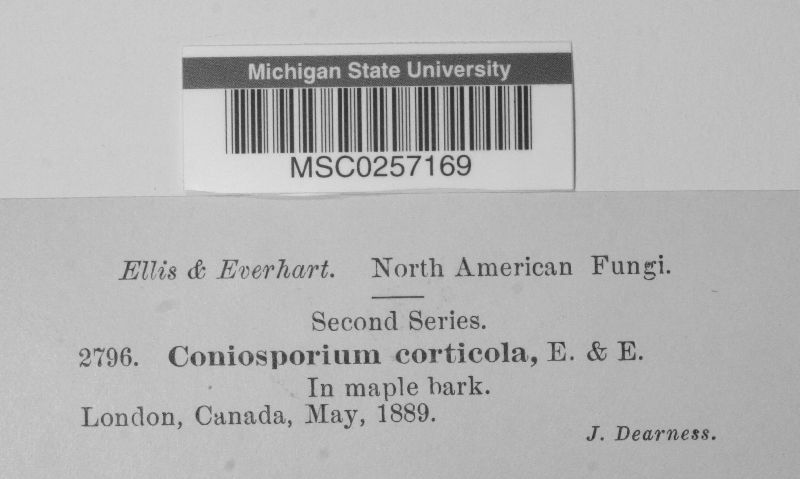 Michigan State University
MSC0257169
Ellis & Everhart. North American Fungi.
Second Series.
2796. Coniosporium corticola, E. & E.
In maple bark.
London, Canada, May, 1889.
J. Dearness.